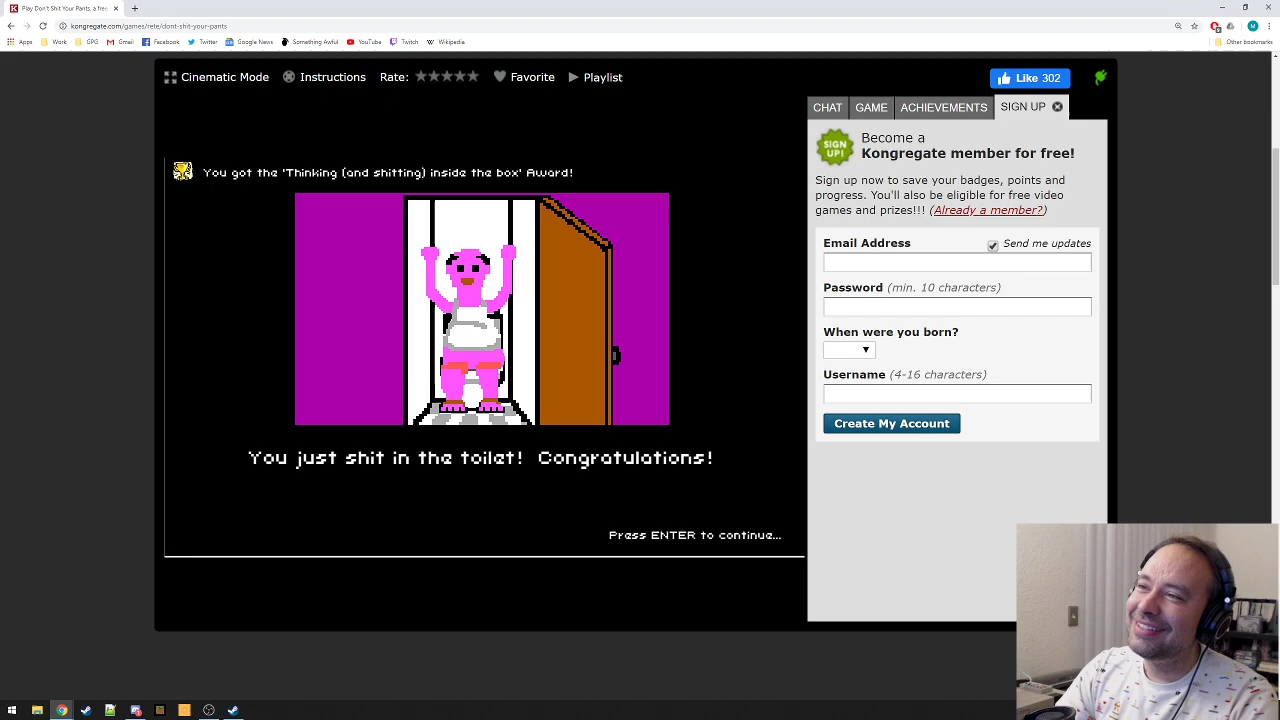 Play Don't Shit Your Pants, a free
kongregate.com/games/rete/dont-shit-your-pants
Apps Work GPG Gmail Facebook Twitter Google News Something Awful YouTube Twitch Wikipedia Other bookmarks
Cinematic Mode Instructions Rate: Favorite Playlist Like 302
CHAT GAME ACHIEVEMENTS SIGN UP
SIGN UP!
Become a
Kongregate member for free!
Sign up now to save your badges, points and
progress. You'll also be eligible for free video
games and prizes!!! (Already a member?)
Email Address Send me updates
Password (min. 10 characters)
When were you born?
Username (4-16 characters)
Create My Account
You got the 'Thinking (and shitting) inside the box' Award!
You just shit in the toilet! Congratulations!
Press ENTER to continue...